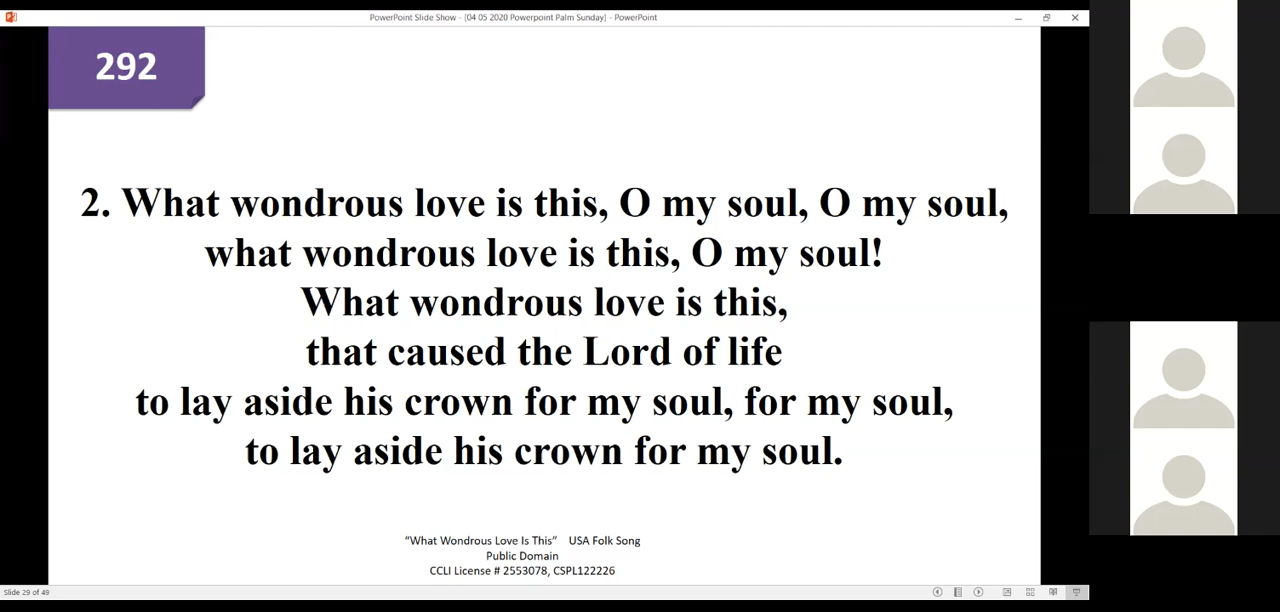 PowerPoint Slide Show - [04 05 2020 Powerpoint Palm Sunday] - PowerPoint
292
2. What wondrous love is this, O my soul, O my soul,
what wondrous love is this, O my soul!
What wondrous love is this,
that caused the Lord of life
to lay aside his crown for my soul, for my soul,
to lay aside his crown for my soul.
“What Wondrous Love Is This” USA Folk Song
Public Domain
CCLI License # 2553078, CSPL122226
Slide 29 of 49